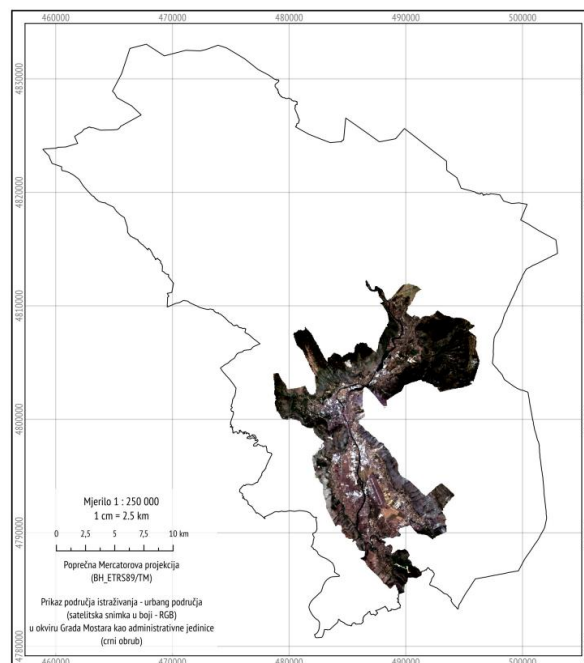 460000 470000 480000 490000 500000
4830000
4820000
4810000
4800000
4790000
4780000
Mjerilo 1 : 250 000
1 cm = 2.5 km
0 2,5 5 7,5 10 km
Poprečna Mercatorova projekcija
(BH_ETRS89/TM)
Prikaz područja istraživanja - urbang područja
(satelitska snimka u boji - RGB)
u okviru Grada Mostara kao administrativne jedinice
(crni obrub)
460000 470000 480000 490000 500000